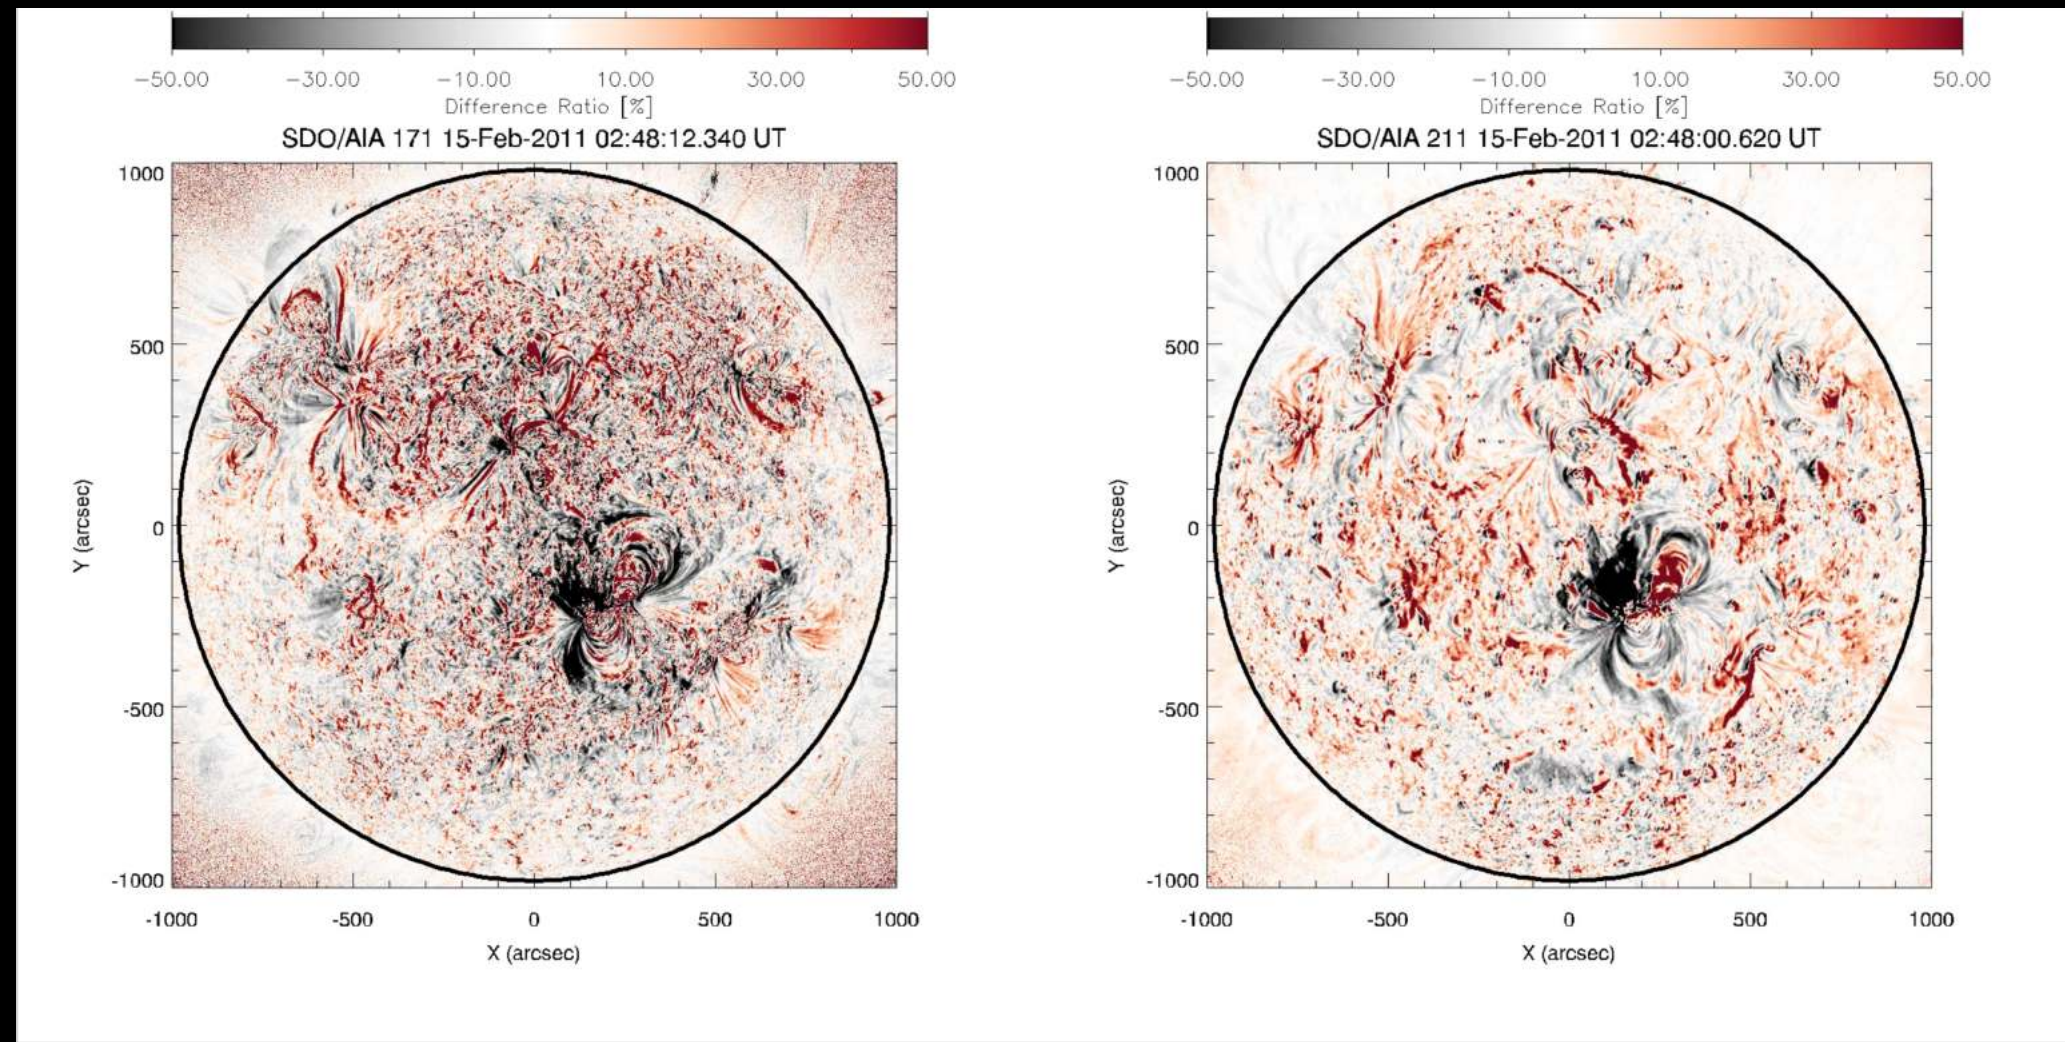 −50.00 −30.00 −10.00 10.00 30.00 50.00
Difference Ratio [%]
SDO/AIA 171 15-Feb-2011 02:48:12.340 UT
1000
500
0
-500
-1000
Y (arcsec)
-1000 -500 0 500 1000
X (arcsec)
−50.00 −30.00 −10.00 10.00 30.00 50.00
Difference Ratio [%]
SDO/AIA 211 15-Feb-2011 02:48:00.620 UT
1000
500
0
-500
-1000
Y (arcsec)
-1000 -500 0 500 1000
X (arcsec)